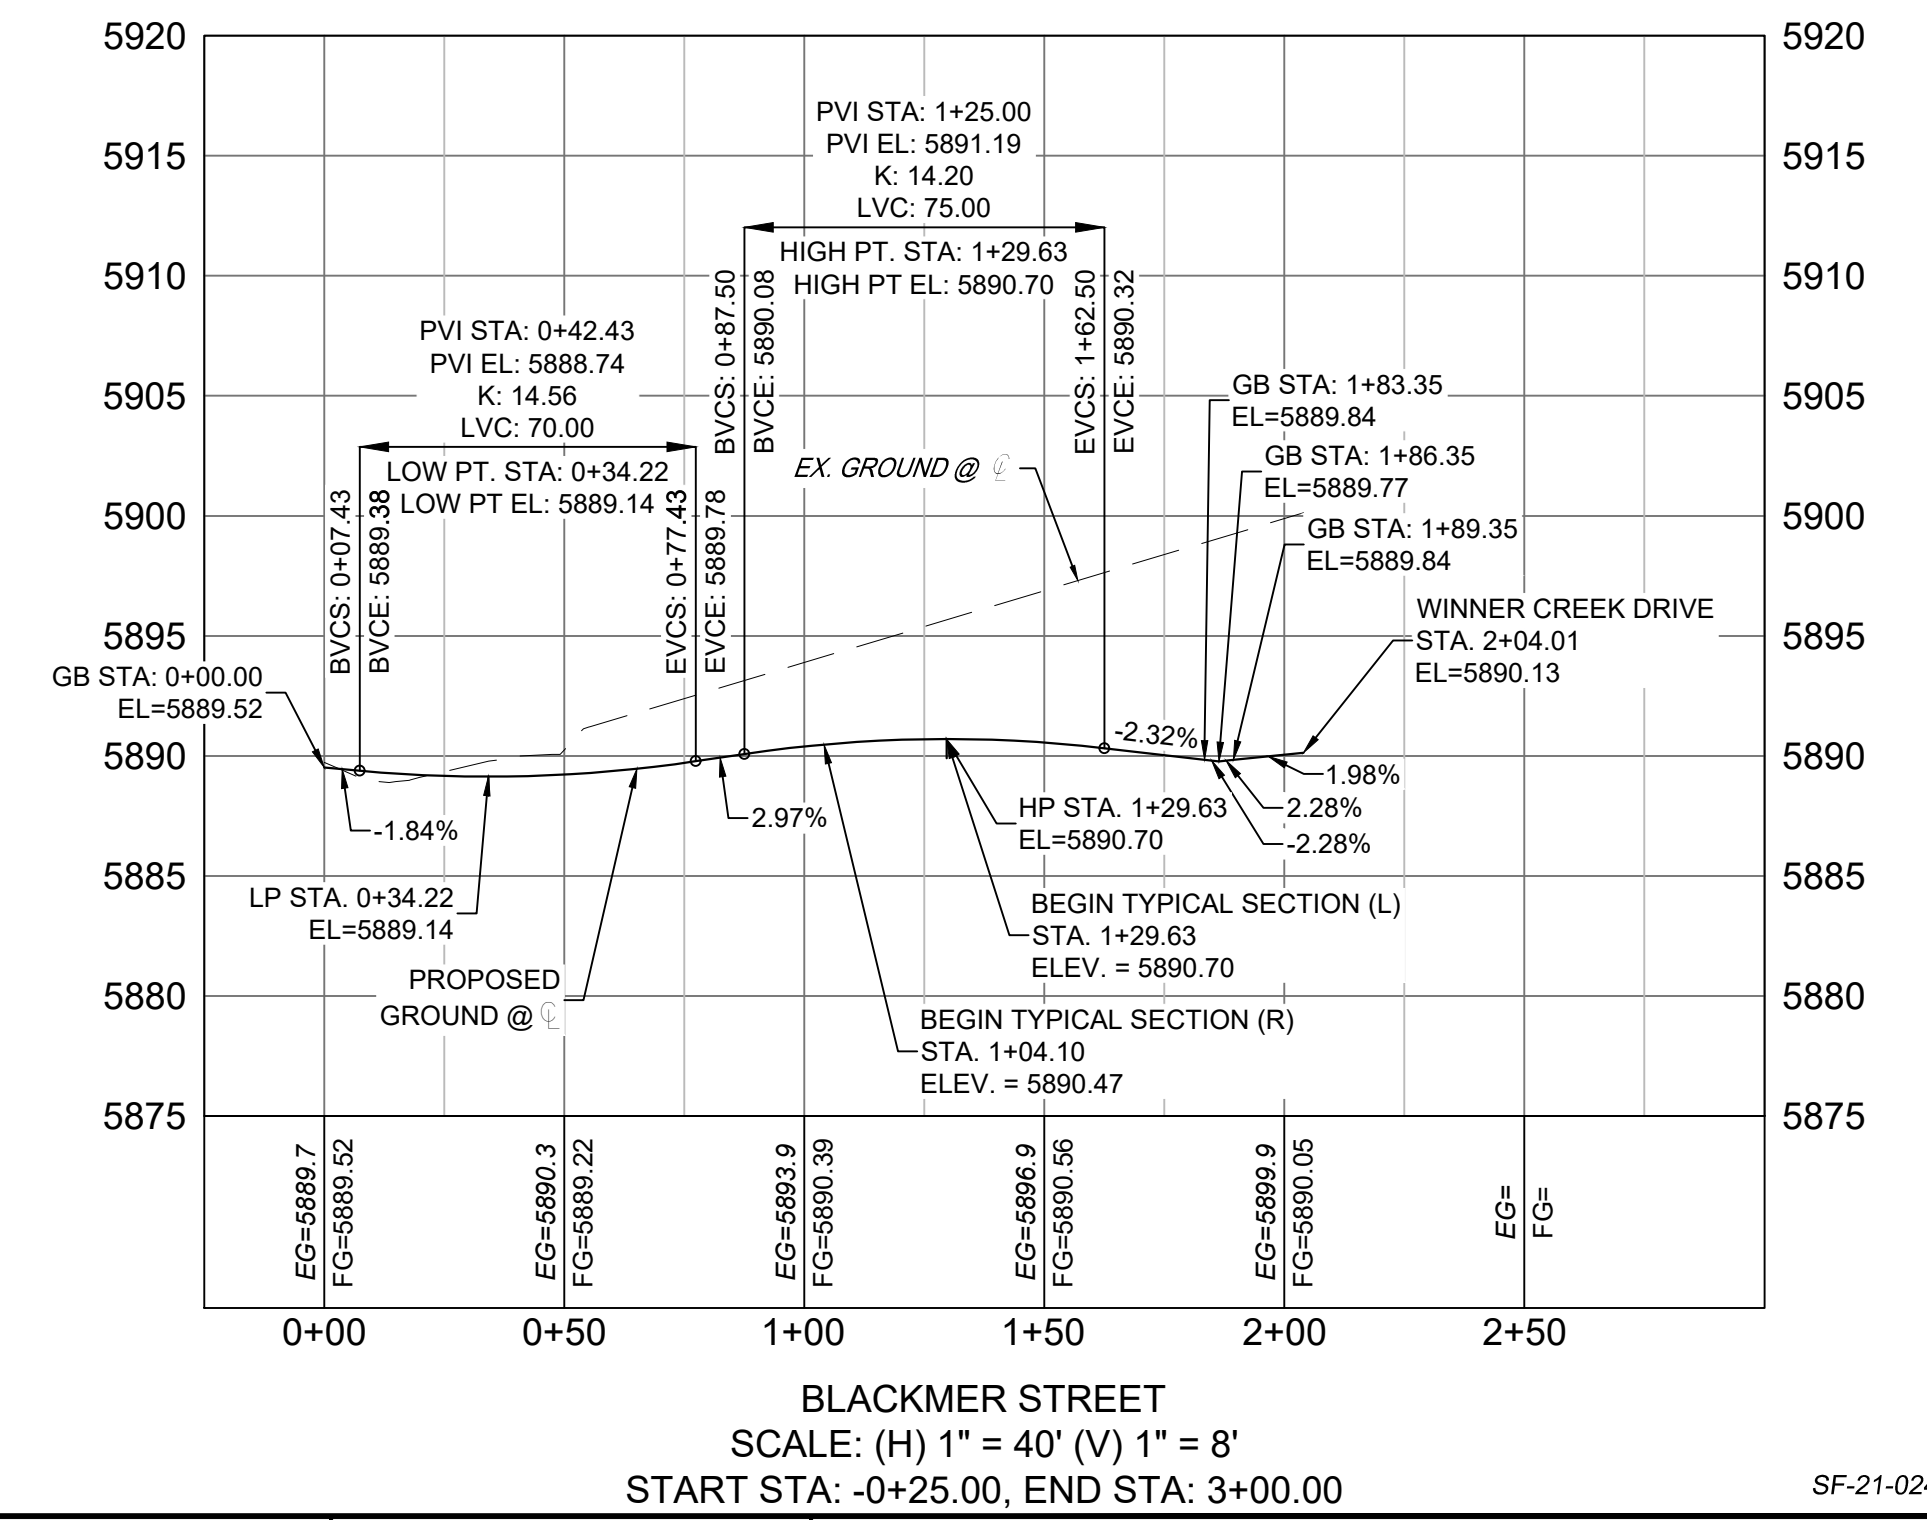 5920
5920
PVI STA: 1+25.00
PVI EL: 5891.19
K: 14.20
LVC: 75.00
5915
5915
HIGH PT. STA: 1+29.63
HIGH PT EL: 5890.70
5910
5910
BVCS: 0+87.50
BVCE: 5890.08
EVCS: 1+62.50
EVCE: 5890.32
PVI STA: 0+42.43
PVI EL: 5888.74
K: 14.56
LVC: 70.00
5905
5905
GB STA: 1+83.35
EL=5889.84
LOW PT. STA: 0+34.22
LOW PT EL: 5889.14
EX. GROUND @ ℄
GB STA: 1+86.35
EL=5889.77
5900
5900
GB STA: 1+89.35
EL=5889.84
BVCS: 0+07.43
BVCE: 5889.38
EVCS: 0+77.43
EVCE: 5889.78
WINNER CREEK DRIVE
STA. 2+04.01
EL=5890.13
5895
5895
GB STA: 0+00.00
EL=5889.52
5890
5890
-2.32%
1.98%
-1.84%
2.97%
HP STA. 1+29.63
EL=5890.70
2.28%
-2.28%
5885
5885
LP STA. 0+34.22
EL=5889.14
BEGIN TYPICAL SECTION (L)
STA. 1+29.63
ELEV. = 5890.70
PROPOSED
GROUND @ ℄
5880
5880
BEGIN TYPICAL SECTION (R)
STA. 1+04.10
ELEV. = 5890.47
5875
5875
EG=5889.7
FG=5889.52
EG=5890.3
FG=5889.22
EG=5893.9
FG=5890.39
EG=5896.9
FG=5890.56
EG=5899.9
FG=5890.05
EG=
FG=
0+00
0+50
1+00
1+50
2+00
2+50
BLACKMER STREET
SCALE: (H) 1" = 40' (V) 1" = 8'
START STA: -0+25.00, END STA: 3+00.00
SF-21-024